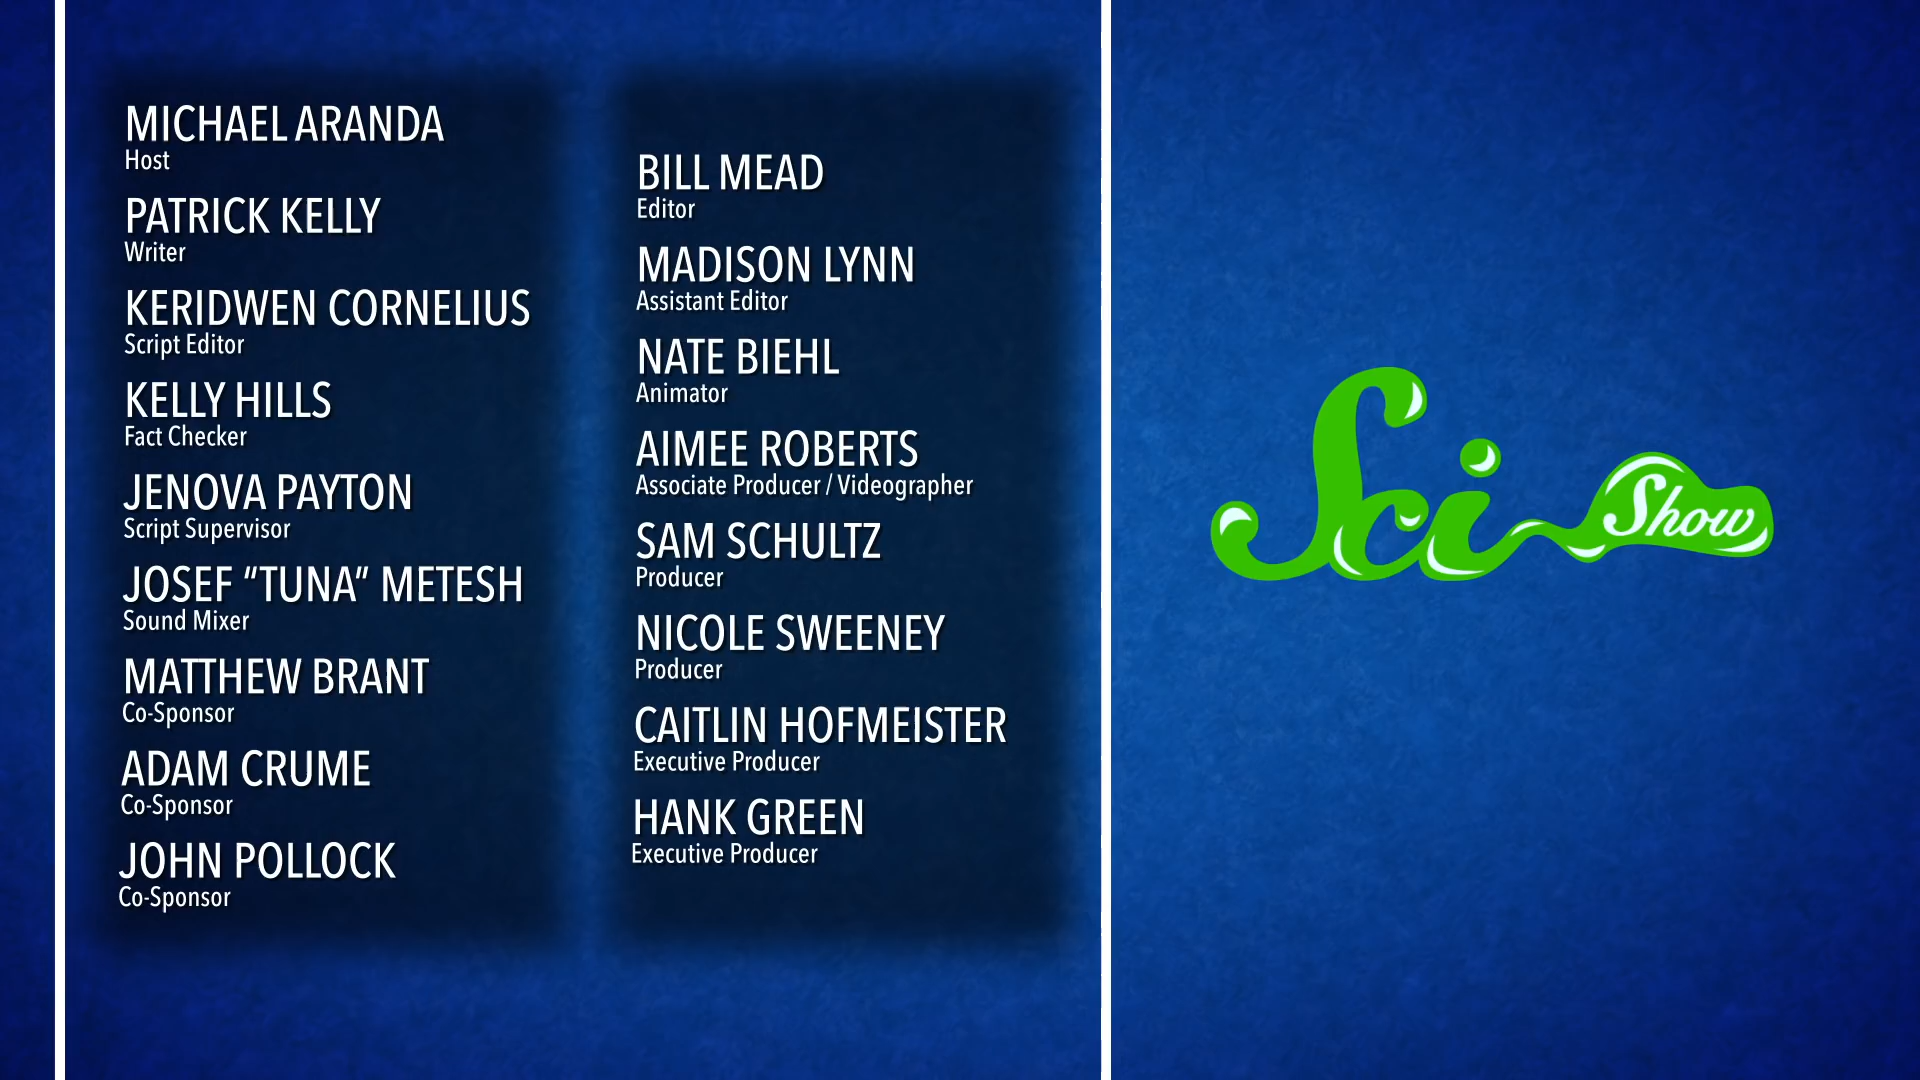 MICHAEL ARANDA
Host
PATRICK KELLY
Writer
KERIDWEN CORNELIUS
Script Editor
KELLY HILLS
Fact Checker
JENOVA PAYTON
Script Supervisor
JOSEF “TUNA” METESH
Sound Mixer
MATTHEW BRANT
Co-Sponsor
ADAM CRUME
Co-Sponsor
JOHN POLLOCK
Co-Sponsor
BILL MEAD
Editor
MADISON LYNN
Assistant Editor
NATE BIEHL
Animator
AIMEE ROBERTS
Associate Producer / Videographer
SAM SCHULTZ
Producer
NICOLE SWEENEY
Producer
CAITLIN HOFMEISTER
Executive Producer
HANK GREEN
Executive Producer
Sci Show